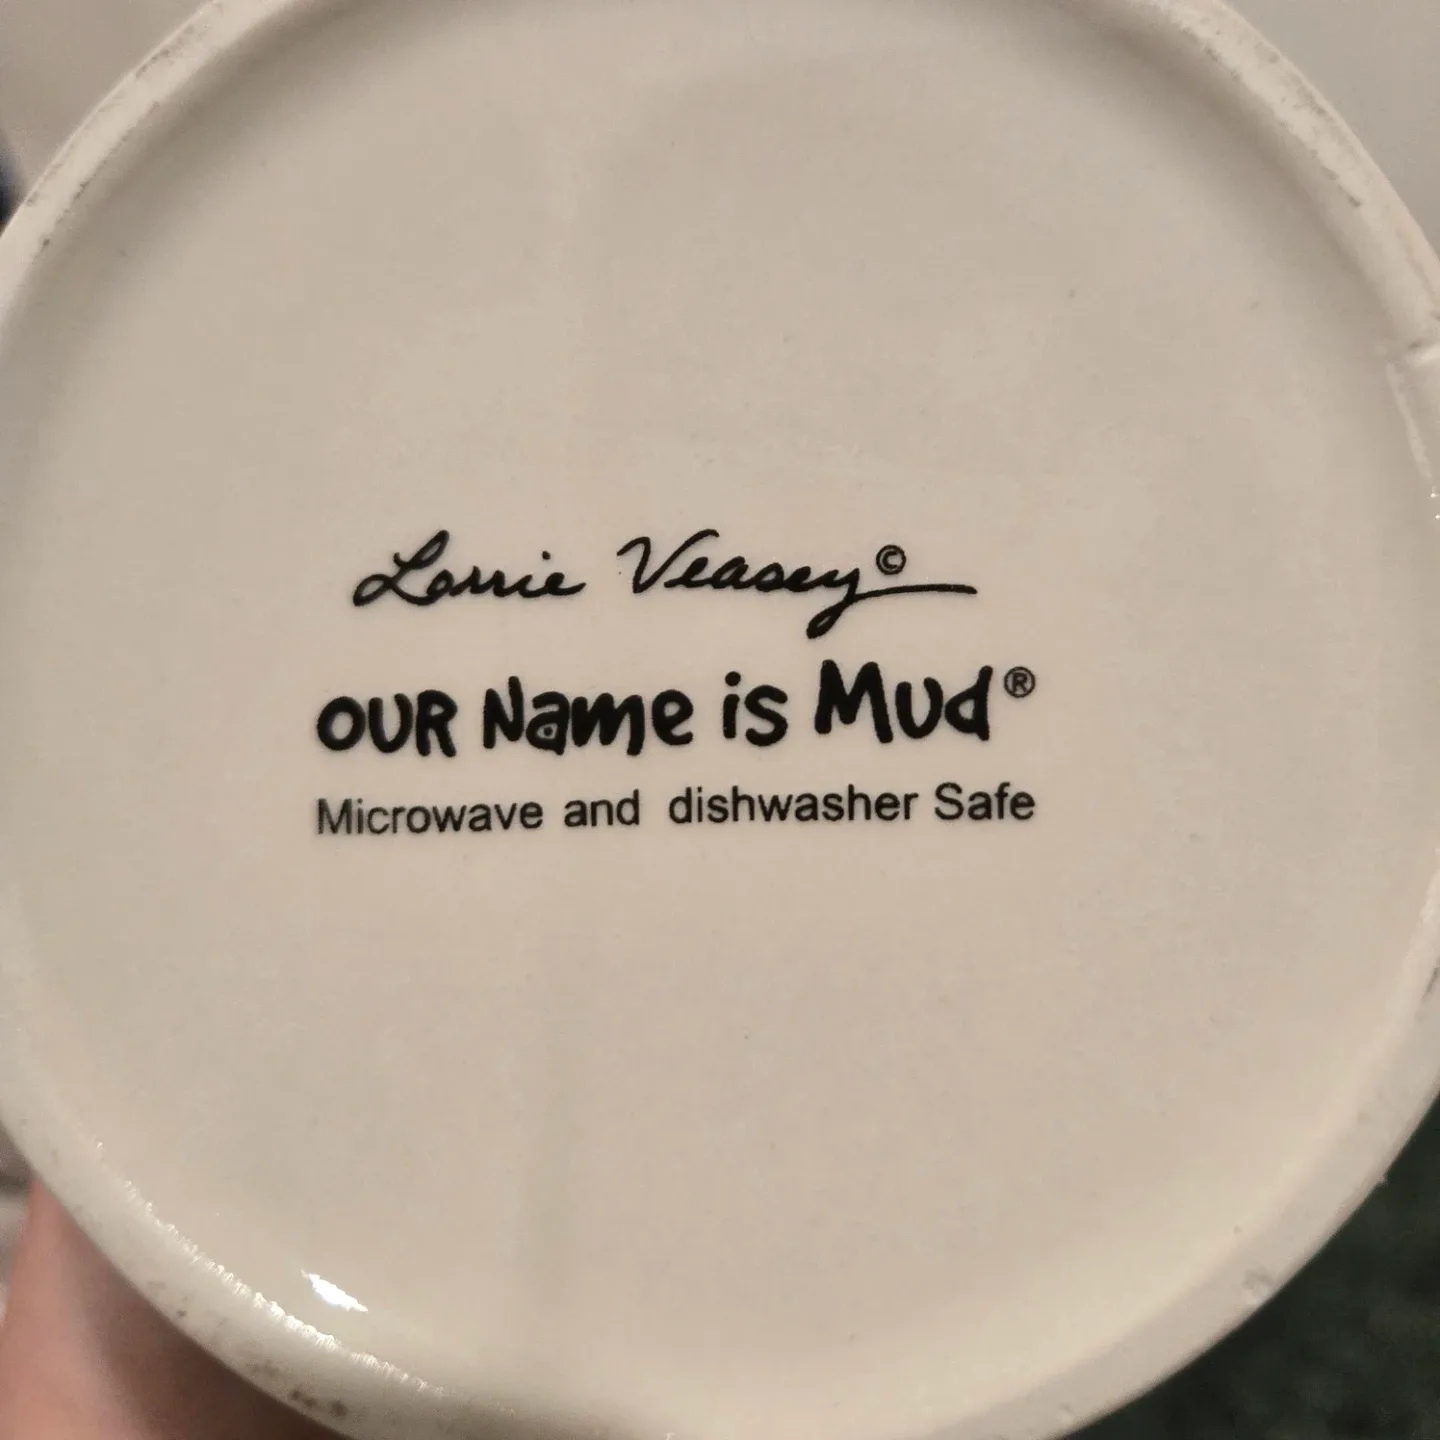 Lorrie Veasey©
OUR Name is Mud®
Microwave and dishwasher Safe